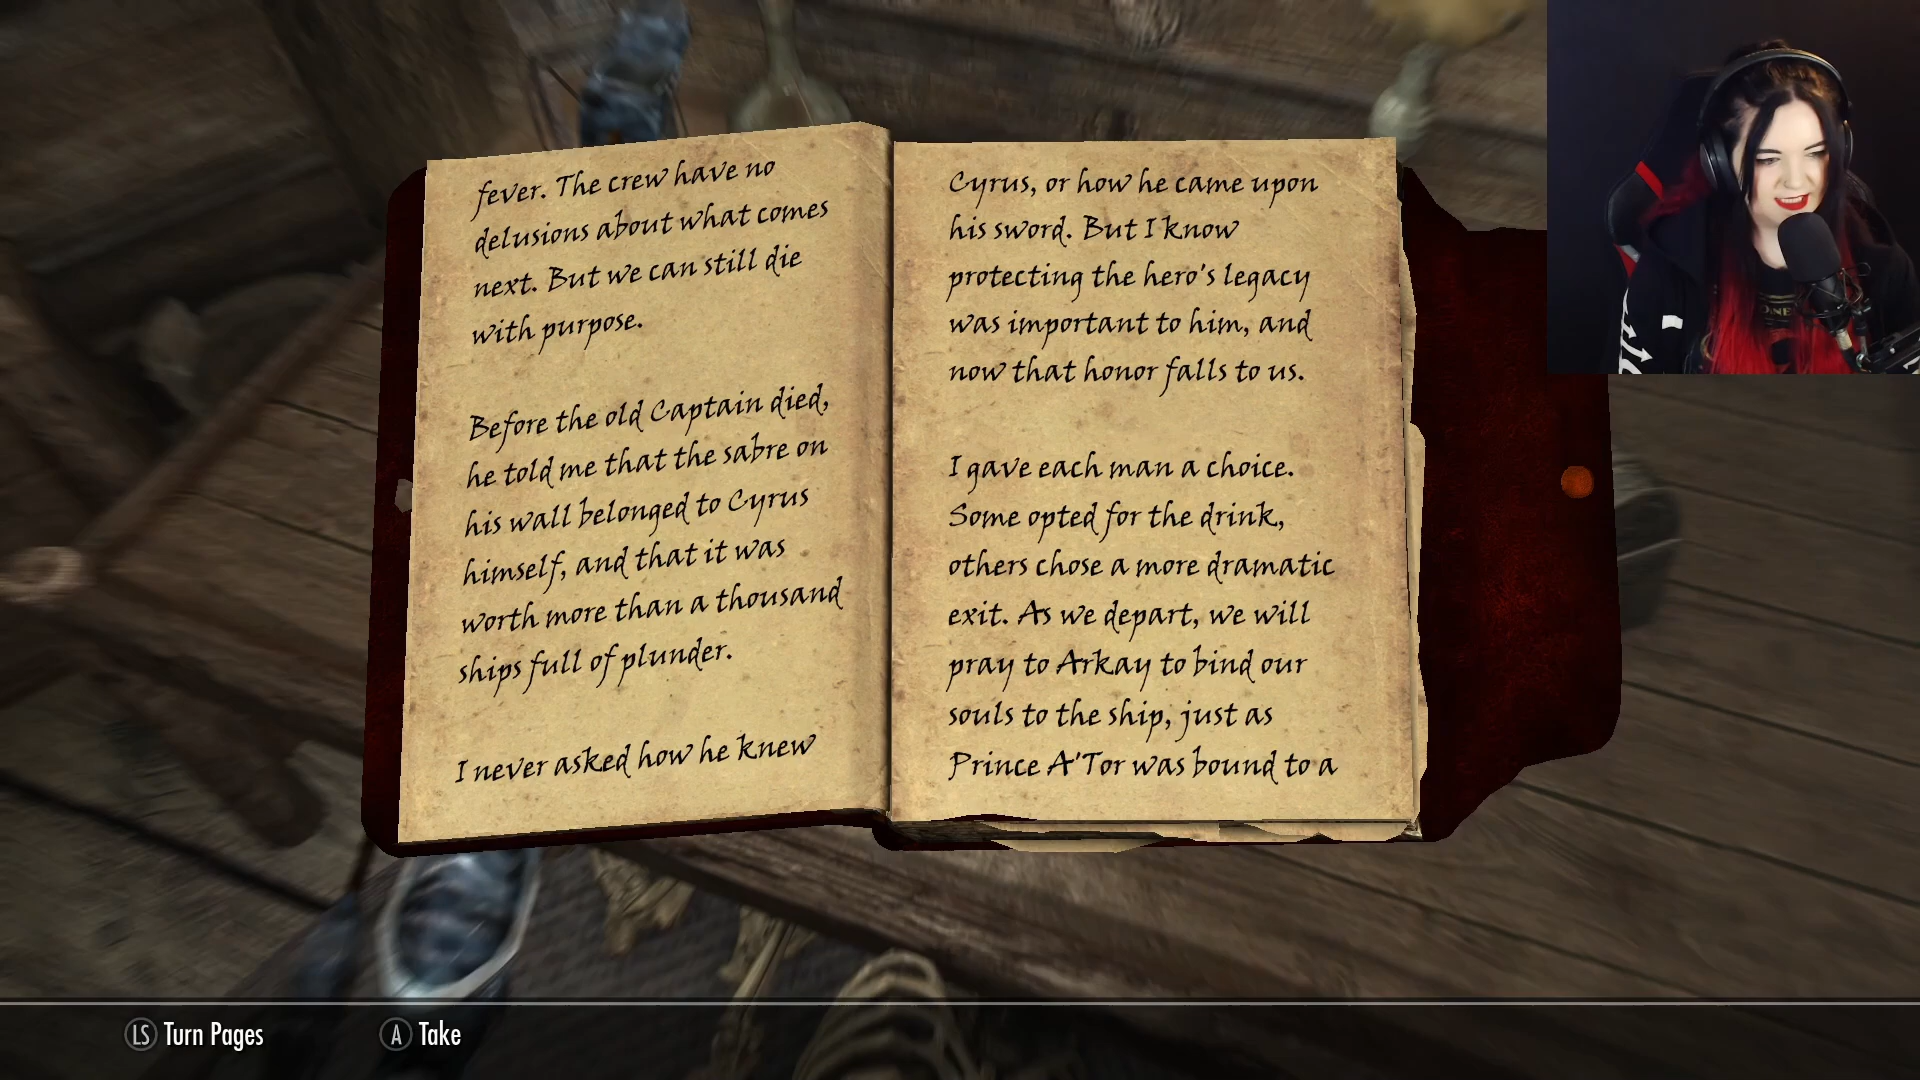 fever. The crew have no
delusions about what comes
next. But we can still die
with purpose.
Before the old Captain died,
he told me that the sabre on
his wall belonged to Cyrus
himself, and that it was
worth more than a thousand
ships full of plunder.
I never asked how he knew
Cyrus, or how he came upon
his sword. But I know
protecting the hero's legacy
was important to him, and
now that honor falls to us.
I gave each man a choice.
Some opted for the drink,
others chose a more dramatic
exit. As we depart, we will
pray to Arkay to bind our
souls to the ship, just as
Prince A'Tor was bound to a
LS Turn Pages
A Take